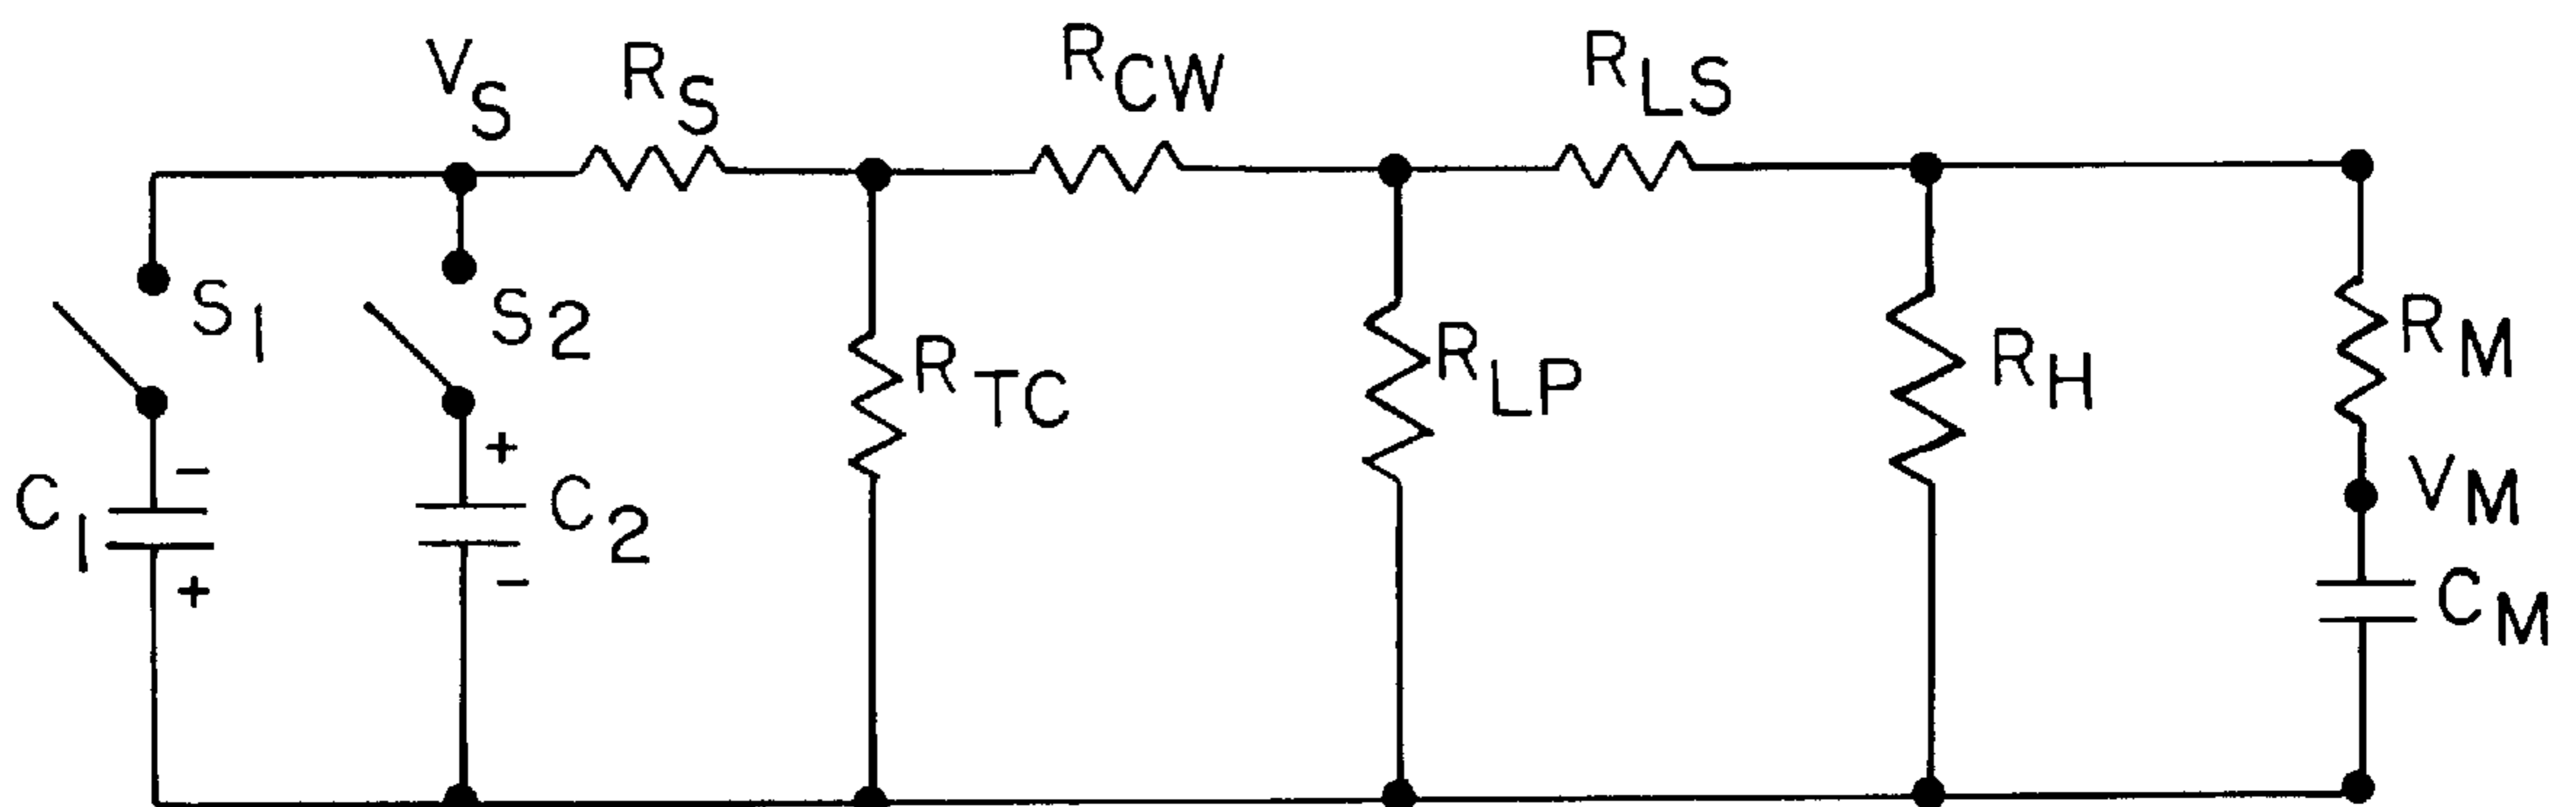 V_S R_S R_CW R_LS
S_1 S_2 R_TC R_LP R_H R_M
- + V_M
C_1 C_2 C_M
+ -